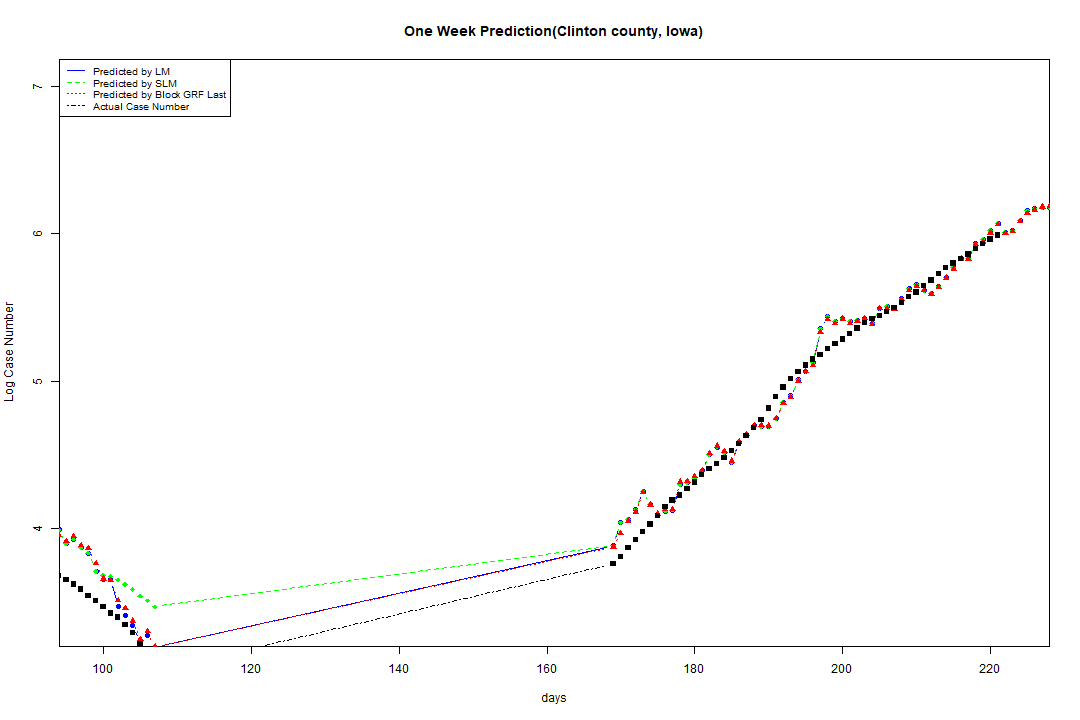 One Week Prediction(Clinton county, Iowa)
Predicted by LM
Predicted by SLM
Predicted by Block GRF Last
Actual Case Number
7
6
5
4
Log Case Number
100 120 140 160 180 200 220
days